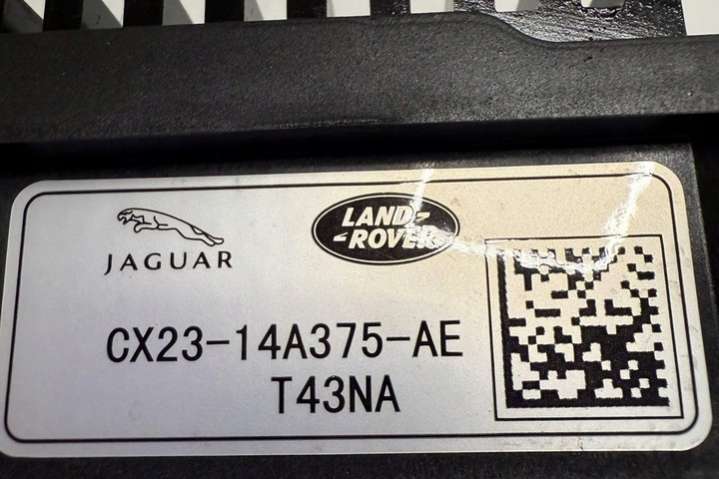 JAGUAR
LAND-
-ROVER
CX23-14A375-AE
T43NA